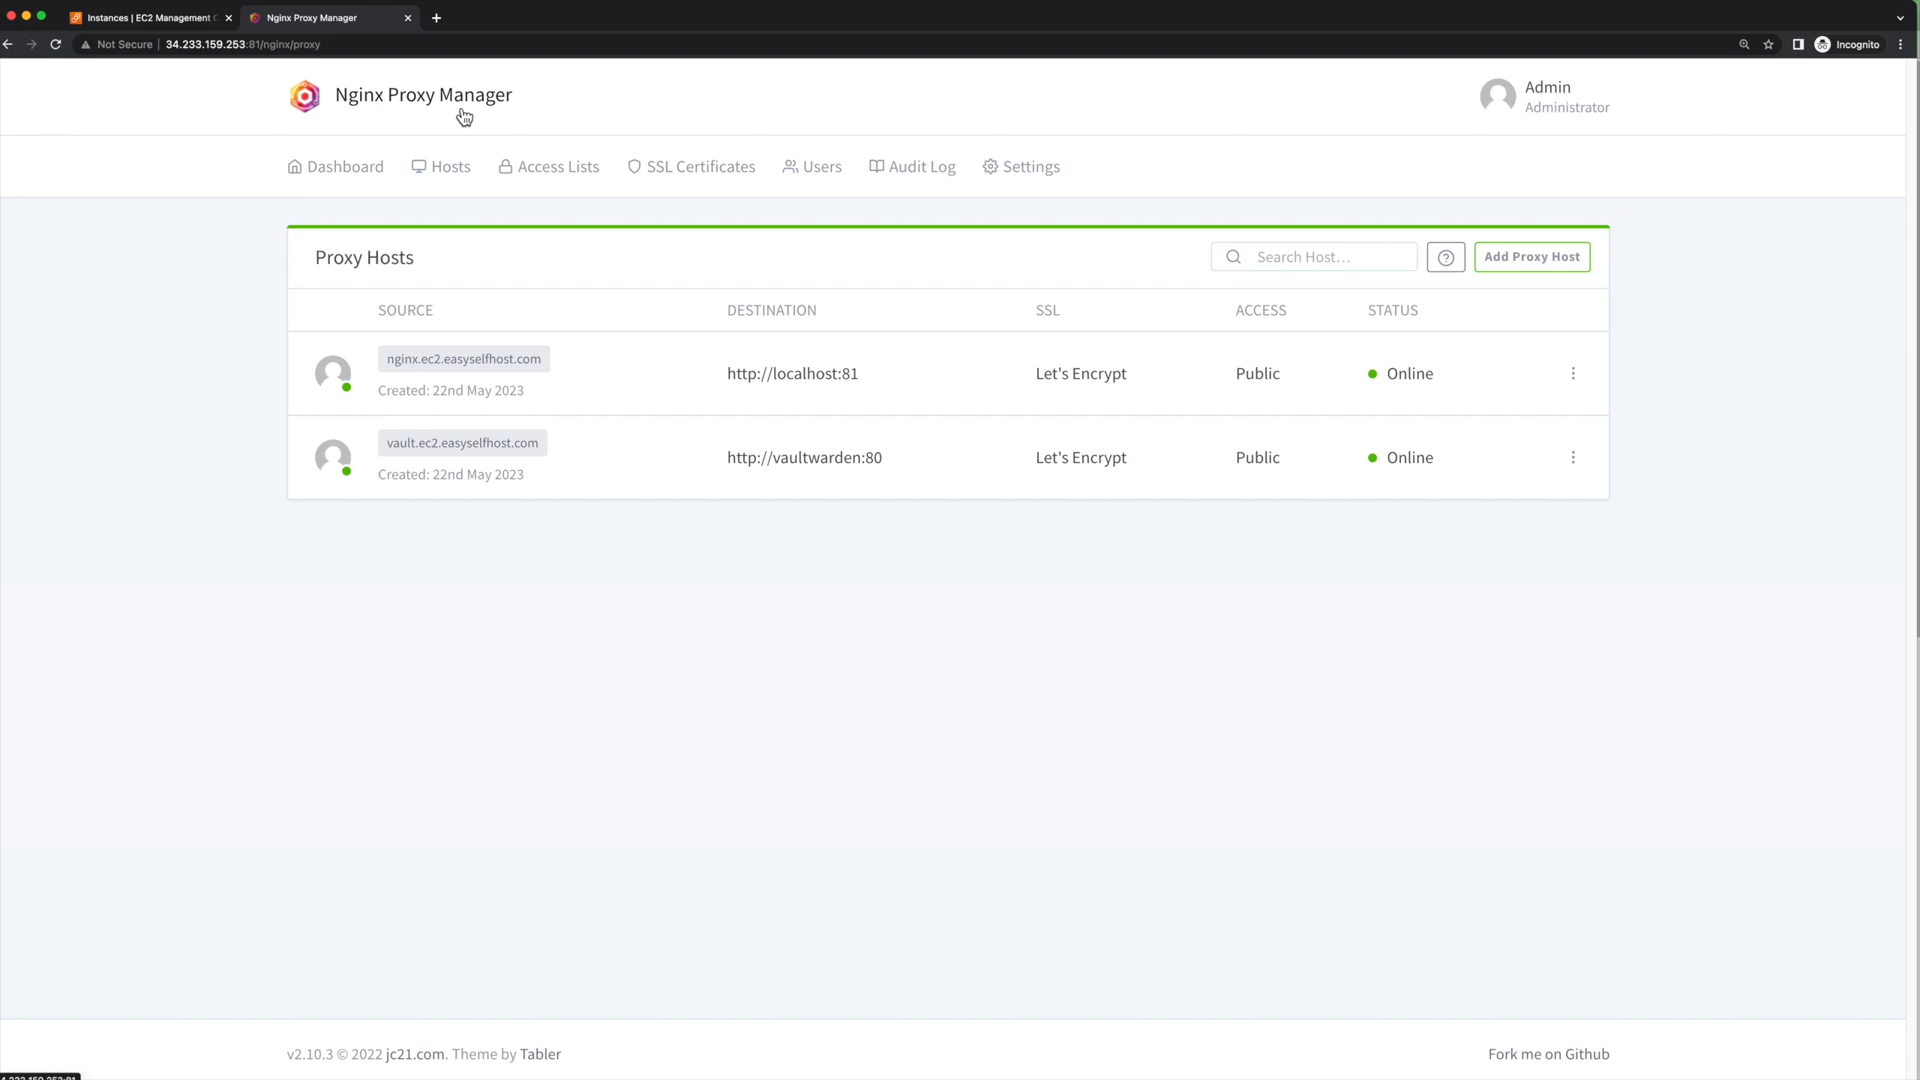 Instances | EC2 Management C
Nginx Proxy Manager
Not Secure | 34.233.159.253:81/nginx/proxy
Incognito
Nginx Proxy Manager
Admin
Administrator
Dashboard Hosts Access Lists SSL Certificates Users Audit Log Settings
Proxy Hosts
Search Host…
Add Proxy Host
SOURCE DESTINATION SSL ACCESS STATUS
nginx.ec2.easyselfhost.com
Created: 22nd May 2023
http://localhost:81 Let's Encrypt Public Online
vault.ec2.easyselfhost.com
Created: 22nd May 2023
http://vaultwarden:80 Let's Encrypt Public Online
v2.10.3 © 2022 jc21.com. Theme by Tabler
Fork me on Github